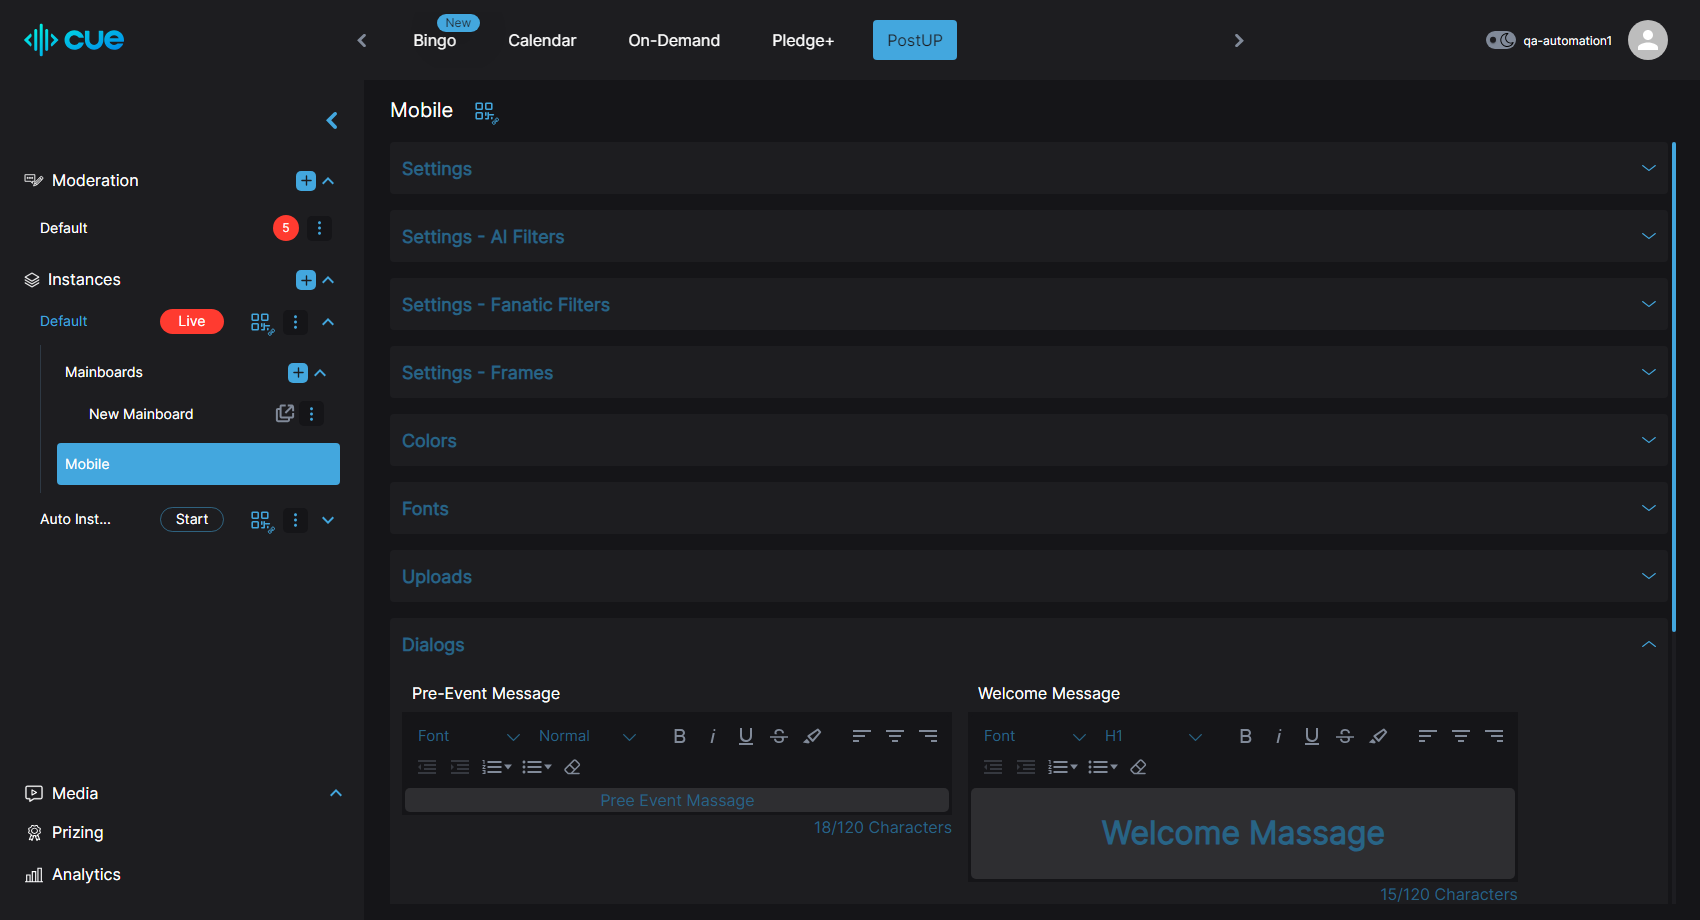 cue
New
Bingo
Calendar
On-Demand
Pledge+
PostUP
qa-automation1
Mobile
Moderation
Default
5
Instances
Default
Live
Mainboards
New Mainboard
Mobile
Auto Inst...
Start
Media
Prizing
Analytics
Settings
Settings - AI Filters
Settings - Fanatic Filters
Settings - Frames
Colors
Fonts
Uploads
Dialogs
Pre-Event Message
Font
Normal
B
i
U
S
Pree Event Massage
18/120 Characters
Welcome Message
Font
H1
B
i
U
S
Welcome Massage
15/120 Characters